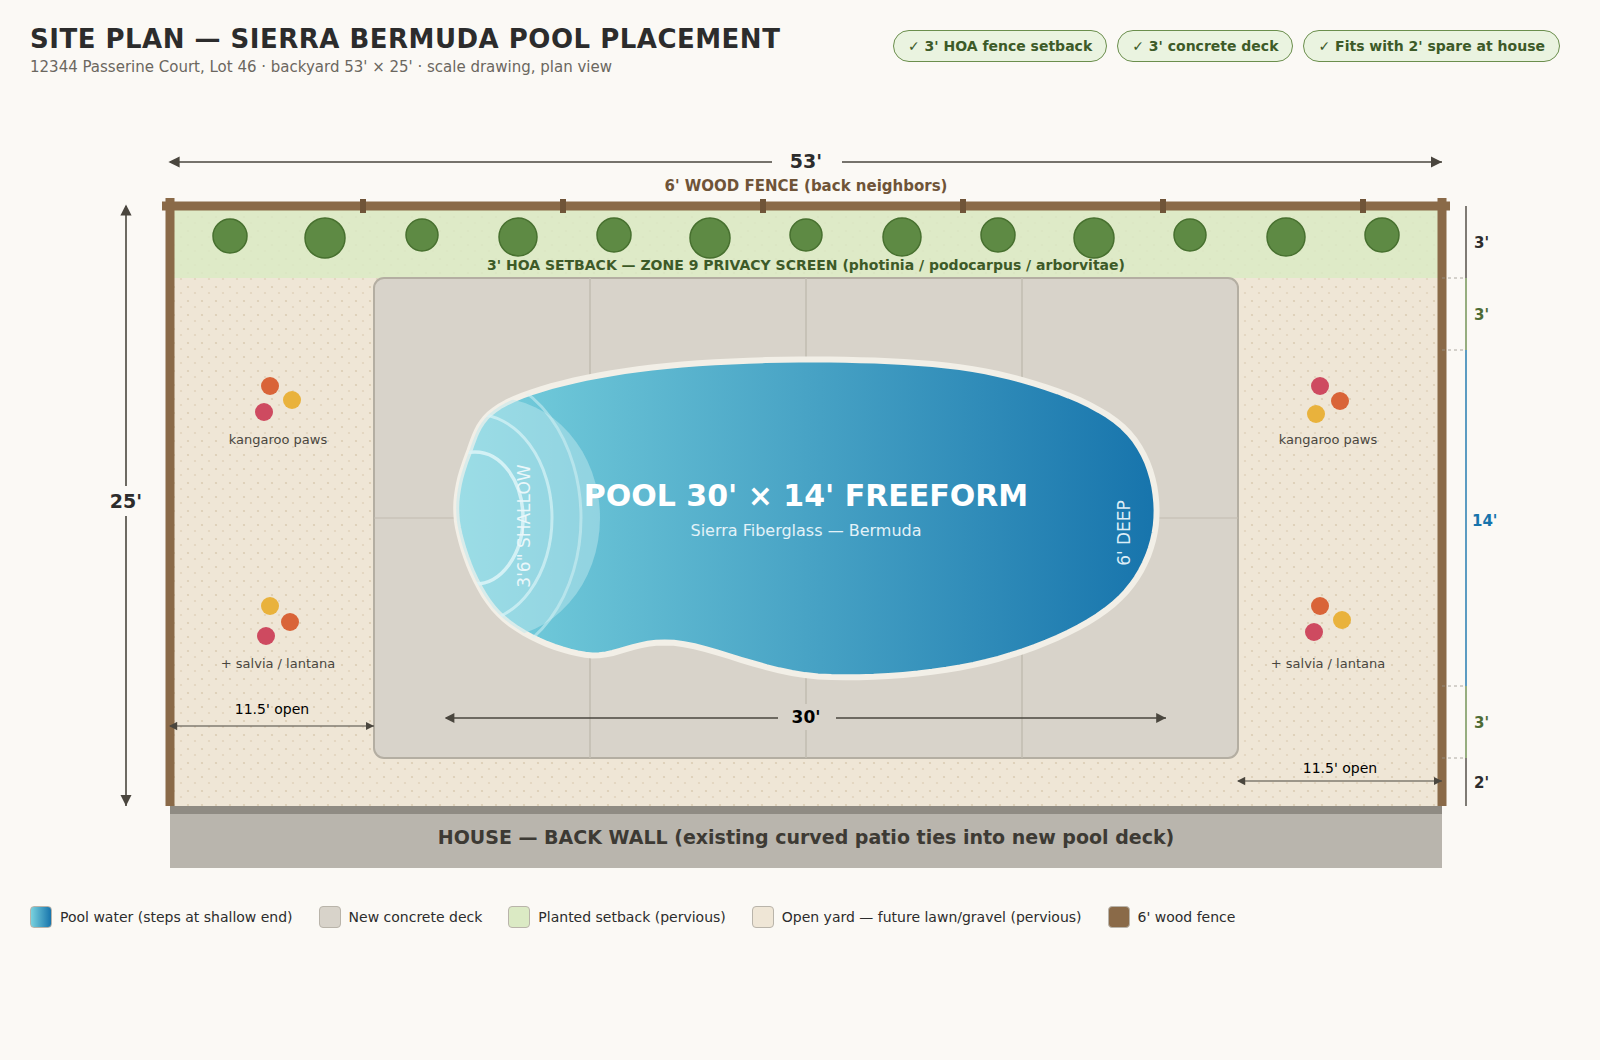 SITE PLAN — SIERRA BERMUDA POOL PLACEMENT
12344 Passerine Court, Lot 46 · backyard 53' × 25' · scale drawing, plan view
✓ 3' HOA fence setback
✓ 3' concrete deck
✓ Fits with 2' spare at house
53'
6' WOOD FENCE (back neighbors)
3' HOA SETBACK — ZONE 9 PRIVACY SCREEN (photinia / podocarpus / arborvitae)
3'
3'
kangaroo paws
kangaroo paws
25'
3'6" SHALLOW
POOL 30' × 14' FREEFORM
Sierra Fiberglass — Bermuda
6' DEEP
14'
+ salvia / lantana
+ salvia / lantana
11.5' open
30'
3'
11.5' open
2'
HOUSE — BACK WALL (existing curved patio ties into new pool deck)
Pool water (steps at shallow end)
New concrete deck
Planted setback (pervious)
Open yard — future lawn/gravel (pervious)
6' wood fence